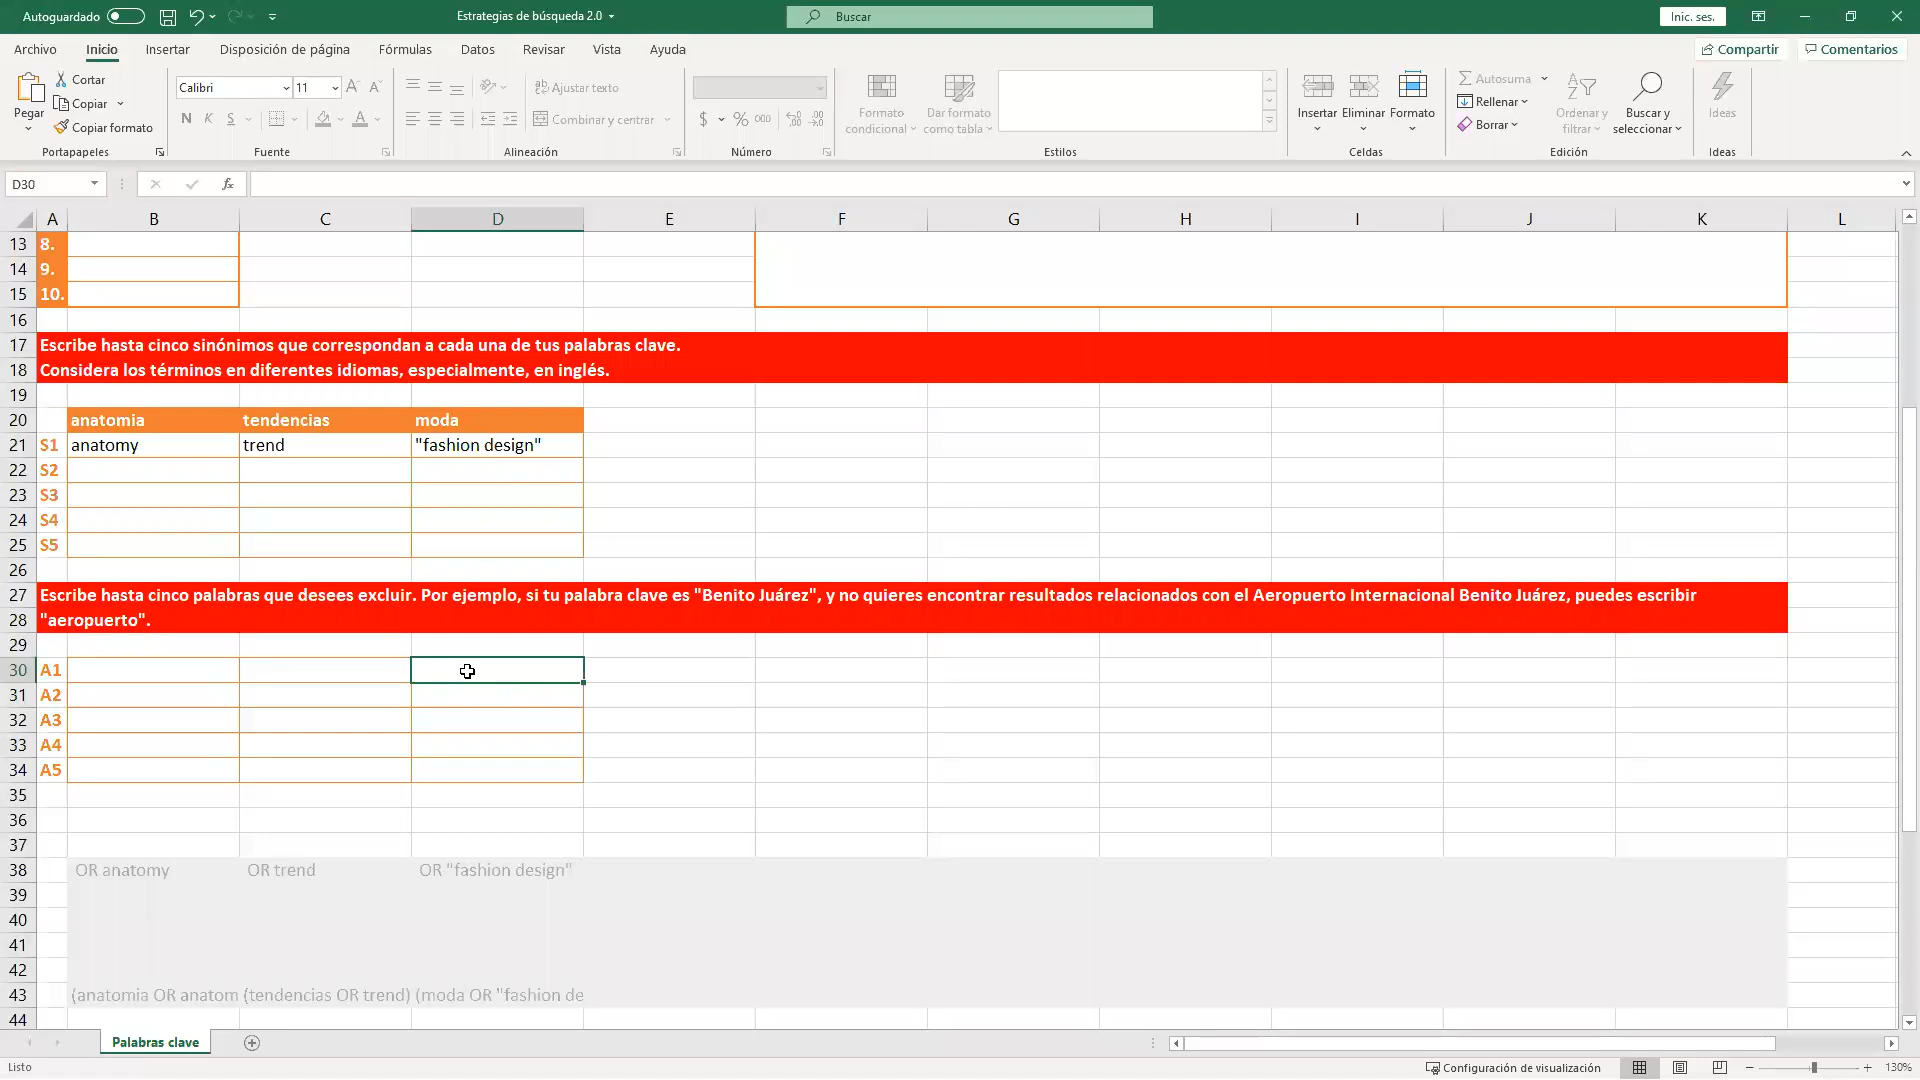 Autoguardado
Estrategias de búsqueda 2.0
Buscar
Inic. ses.
Archivo Inicio Insertar Disposición de página Fórmulas Datos Revisar Vista Ayuda
Compartir Comentarios
Pegar
Cortar
Copiar
Copiar formato
Portapapeles
Calibri 11
N K S
Fuente
Ajustar texto
Combinar y centrar
Alineación
$ % 000
Número
Formato condicional
Dar formato como tabla
Estilos
Insertar Eliminar Formato
Celdas
Autosuma
Rellenar
Borrar
Ordenar y filtrar
Buscar y seleccionar
Edición
Ideas
Ideas
D30
fx
A B C D E F G H I J K L
13 8.
14 9.
15 10.
16
17 Escribe hasta cinco sinónimos que correspondan a cada una de tus palabras clave.
18 Considera los términos en diferentes idiomas, especialmente, en inglés.
19
20 anatomia tendencias moda
21 S1 anatomy trend "fashion design"
22 S2
23 S3
24 S4
25 S5
26
27 Escribe hasta cinco palabras que desees excluir. Por ejemplo, si tu palabra clave es "Benito Juárez", y no quieres encontrar resultados relacionados con el Aeropuerto Internacional Benito Juárez, puedes escribir
28 "aeropuerto".
29
30 A1
31 A2
32 A3
33 A4
34 A5
35
36
37
38 OR anatomy OR trend OR "fashion design"
39
40
41
42
43 (anatomia OR anatom (tendencias OR trend) (moda OR "fashion de
44
Palabras clave
Listo
Configuración de visualización
130%